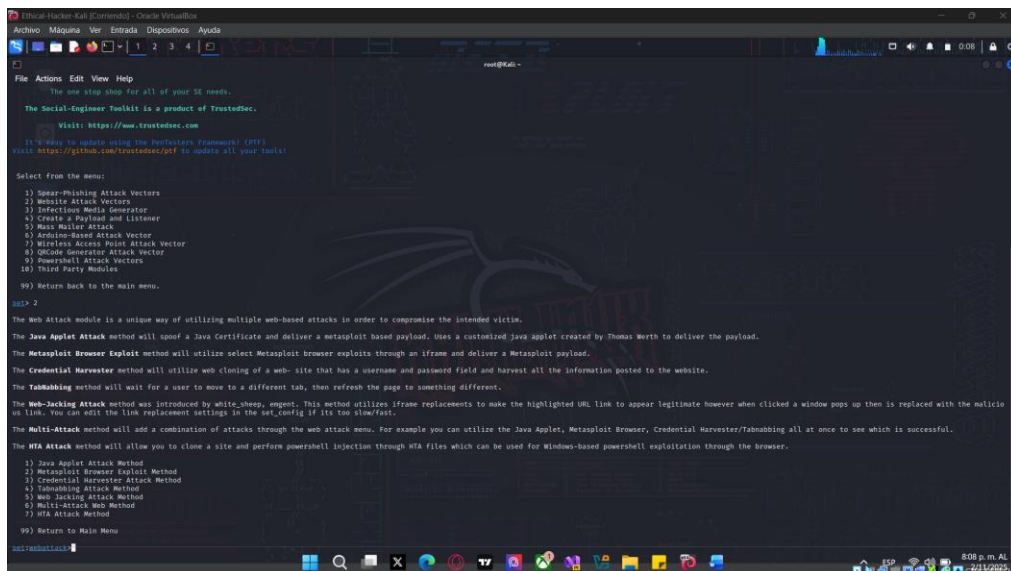 Ethical-Hacker-Kali [Corriendo] - Oracle VirtualBox
Archivo Máquina Ver Entrada Dispositivos Ayuda
1 2 3 4
0:08
root@Kali: ~
File Actions Edit View Help
The one stop shop for all of your SE needs.
The Social-Engineer Toolkit is a product of TrustedSec.
Visit: https://www.trustedsec.com
It's easy to update using the PenTesters Framework! (PTF)
Visit https://github.com/trustedsec/ptf to update all your tools!
Select from the menu:
1) Spear-Phishing Attack Vectors
2) Website Attack Vectors
3) Infectious Media Generator
4) Create a Payload and Listener
5) Mass Mailer Attack
6) Arduino-Based Attack Vector
7) Wireless Access Point Attack Vector
8) QRCode Generator Attack Vector
9) Powershell Attack Vectors
10) Third Party Modules
99) Return back to the main menu.
set> 2
The Web Attack module is a unique way of utilizing multiple web-based attacks in order to compromise the intended victim.
The Java Applet Attack method will spoof a Java Certificate and deliver a metasploit based payload. Uses a customized java applet created by Thomas Werth to deliver the payload.
The Metasploit Browser Exploit method will utilize select Metasploit browser exploits through an iframe and deliver a Metasploit payload.
The Credential Harvester method will utilize web cloning of a web- site that has a username and password field and harvest all the information posted to the website.
The TabNabbing method will wait for a user to move to a different tab, then refresh the page to something different.
The Web-Jacking Attack method was introduced by white_sheep, emgent. This method utilizes iframe replacements to make the highlighted URL link to appear legitimate however when clicked a window pops up then is replaced with the malicio
us link. You can edit the link replacement settings in the set_config if its too slow/fast.
The Multi-Attack method will add a combination of attacks through the web attack menu. For example you can utilize the Java Applet, Metasploit Browser, Credential Harvester/Tabnabbing all at once to see which is successful.
The HTA Attack method will allow you to clone a site and perform powershell injection through HTA files which can be used for Windows-based powershell exploitation through the browser.
1) Java Applet Attack Method
2) Metasploit Browser Exploit Method
3) Credential Harvester Attack Method
4) Tabnabbing Attack Method
5) Web Jacking Attack Method
6) Multi-Attack Web Method
7) HTA Attack Method
99) Return to Main Menu
set:webattack>
ESP
8:08 p. m. AL
2/11/2025